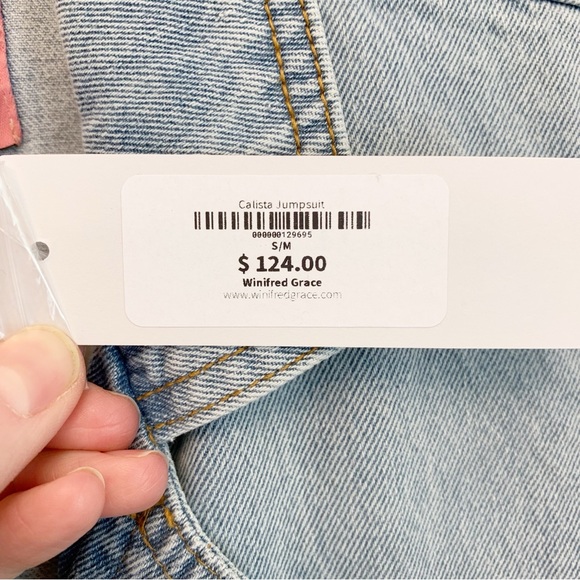 Calista Jumpsuit
000000129695
S/M
$ 124.00
Winifred Grace
www.winifredgrace.com